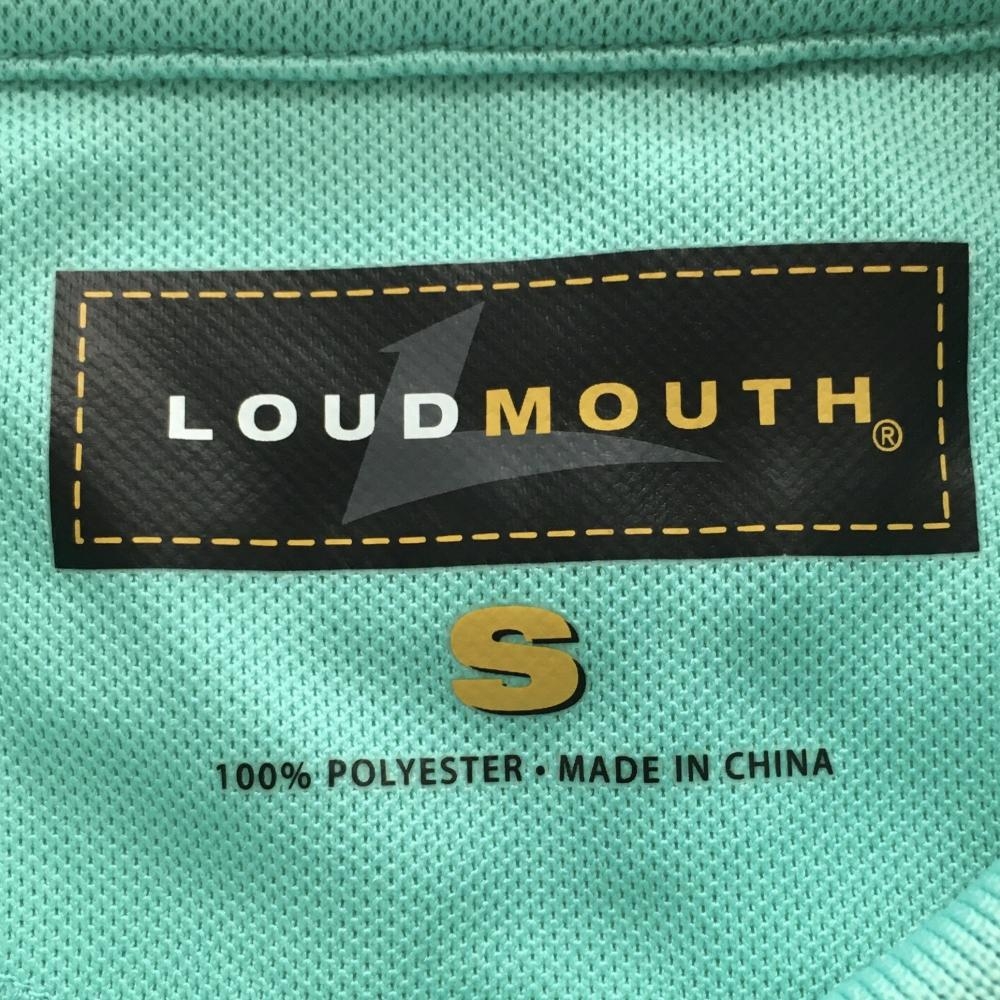 LOUDMOUTH®
S
100% POLYESTER • MADE IN CHINA